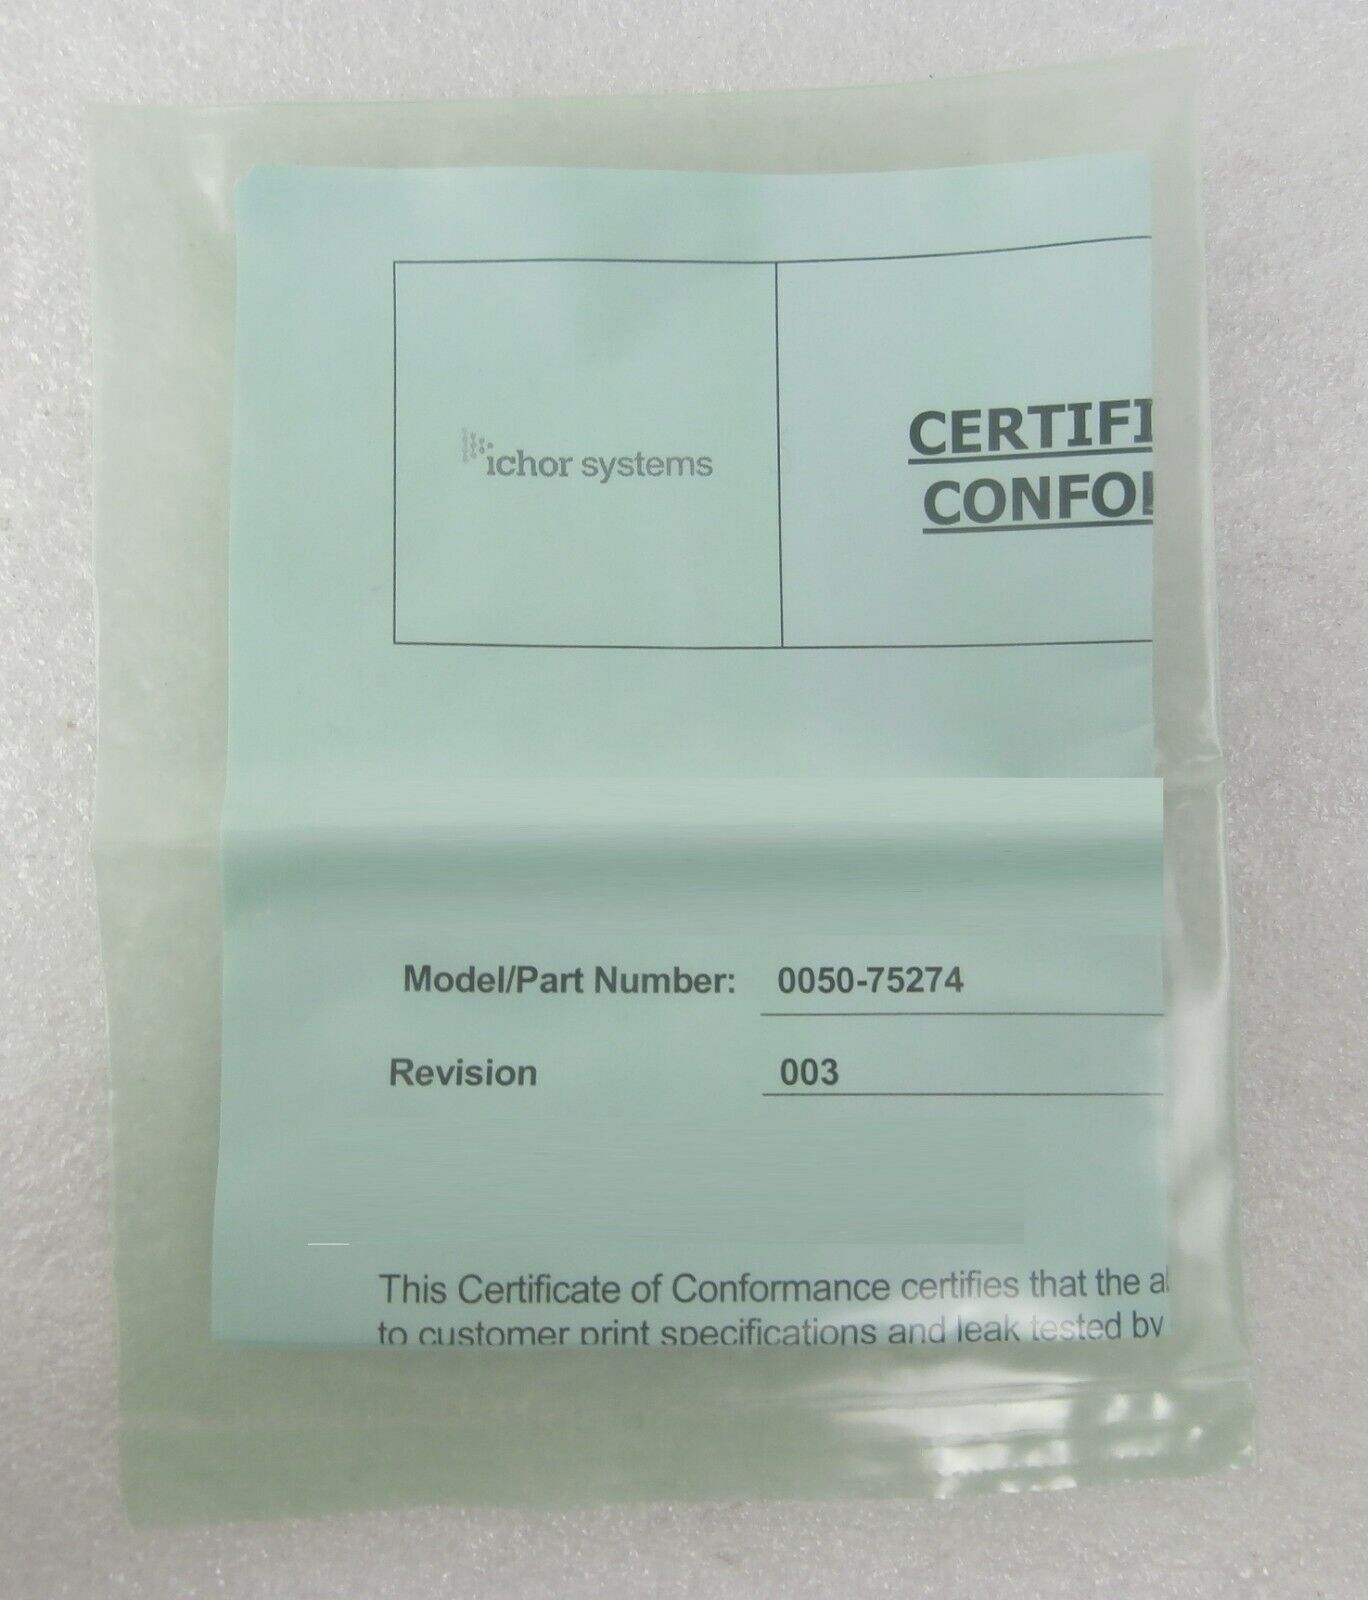 ichor systems
CERTIFI
CONFO
Model/Part Number: 0050-75274
Revision 003
This Certificate of Conformance certifies that the a
to customer print specifications and leak tested by